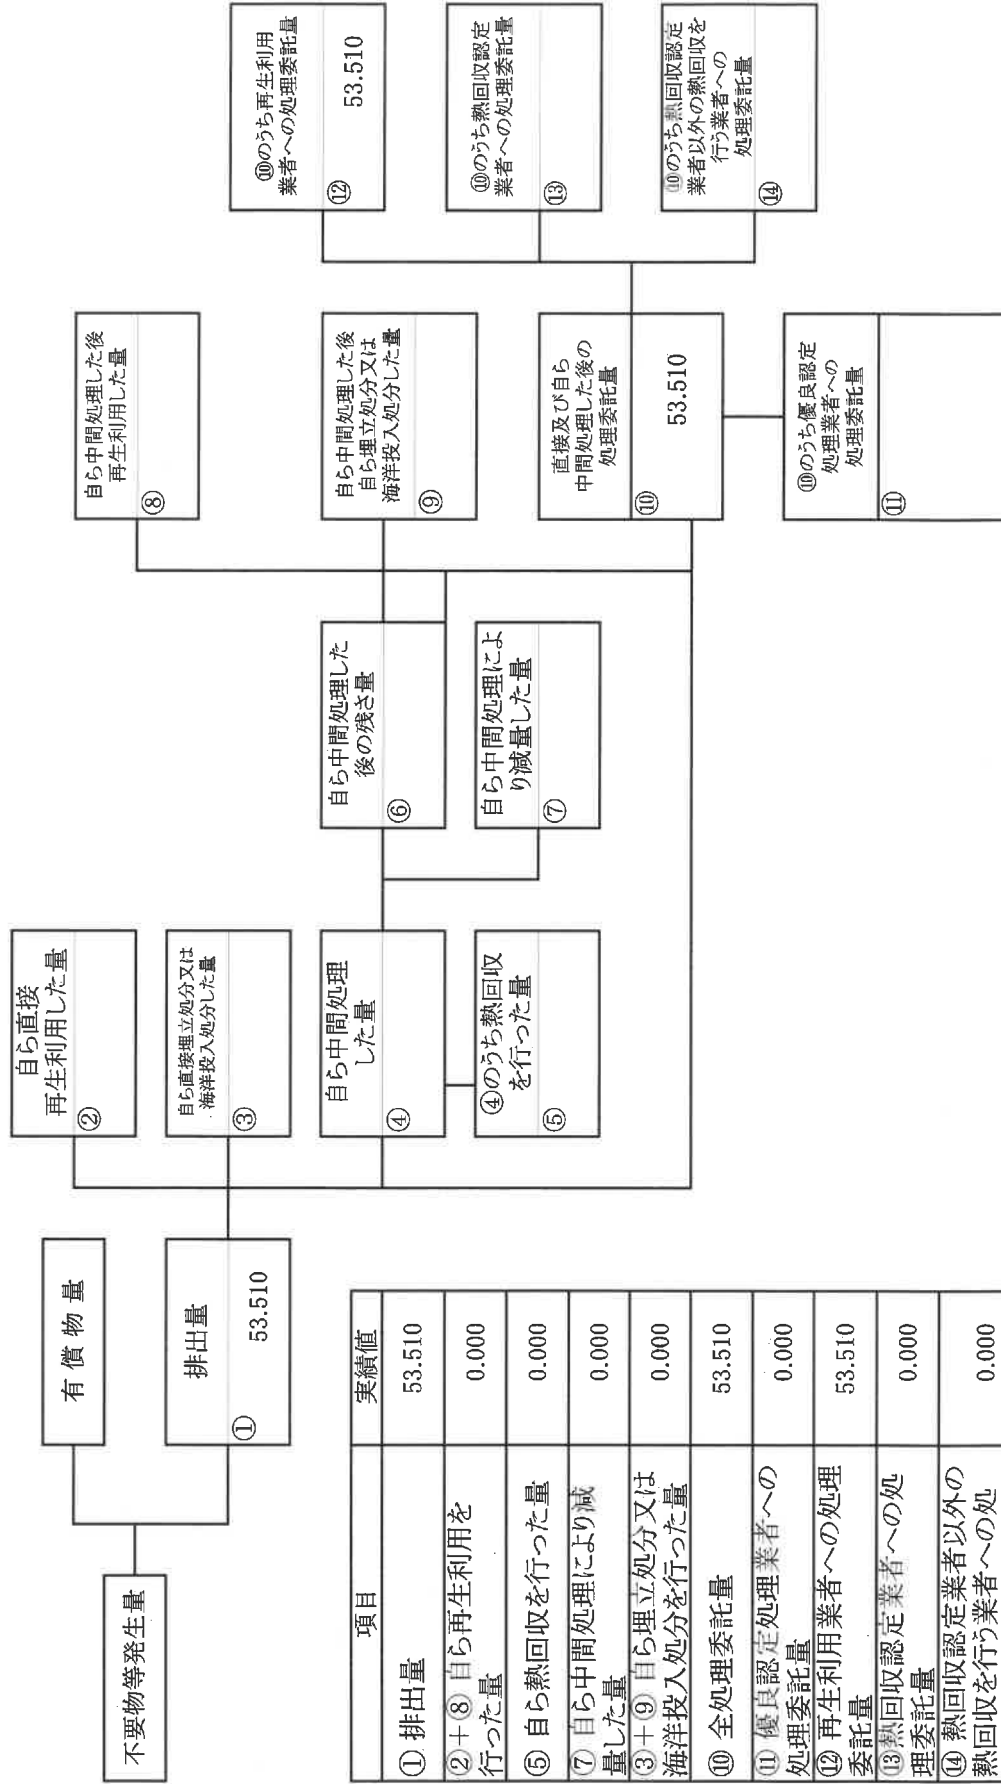 不要物等発生量
有償物量
排出量
①
53.510
自ら直接
再生利用した量
②
自ら直接埋立処分又は
海洋投入処分した量
③
自ら中間処理
した量
④
④のうち熱回収
を行った量
⑤
自ら中間処理した
後の残さ量
⑥
自ら中間処理によ
り減量した量
⑦
自ら中間処理した後
再生利用した量
⑧
自ら中間処理した後
自ら埋立処分又は
海洋投入処分した量
⑨
直接及び自ら
中間処理した後の
処理委託量
⑩
53.510
⑩のうち優良認定
処理業者への
処理委託量
⑪
⑩のうち再生利用
業者への処理委託量
⑫
53.510
⑩のうち熱回収認定
業者への処理委託量
⑬
⑩のうち熱回収認定
業者以外の熱回収を
行う業者への
処理委託量
⑭
項目 実績値
①排出量 53.510
②+⑧自ら再生利用を
行った量 0.000
⑤自ら熱回収を行った量 0.000
⑦自ら中間処理により減
量した量 0.000
③+⑨自ら埋立処分又は
海洋投入処分を行った量 0.000
⑩全処理委託量 53.510
⑪優良認定処理業者への
処理委託量 0.000
⑫再生利用業者への処理
委託量 53.510
⑬熱回収認定業者への処
理委託量 0.000
⑭熱回収認定業者以外の
熱回収を行う業者への処 0.000